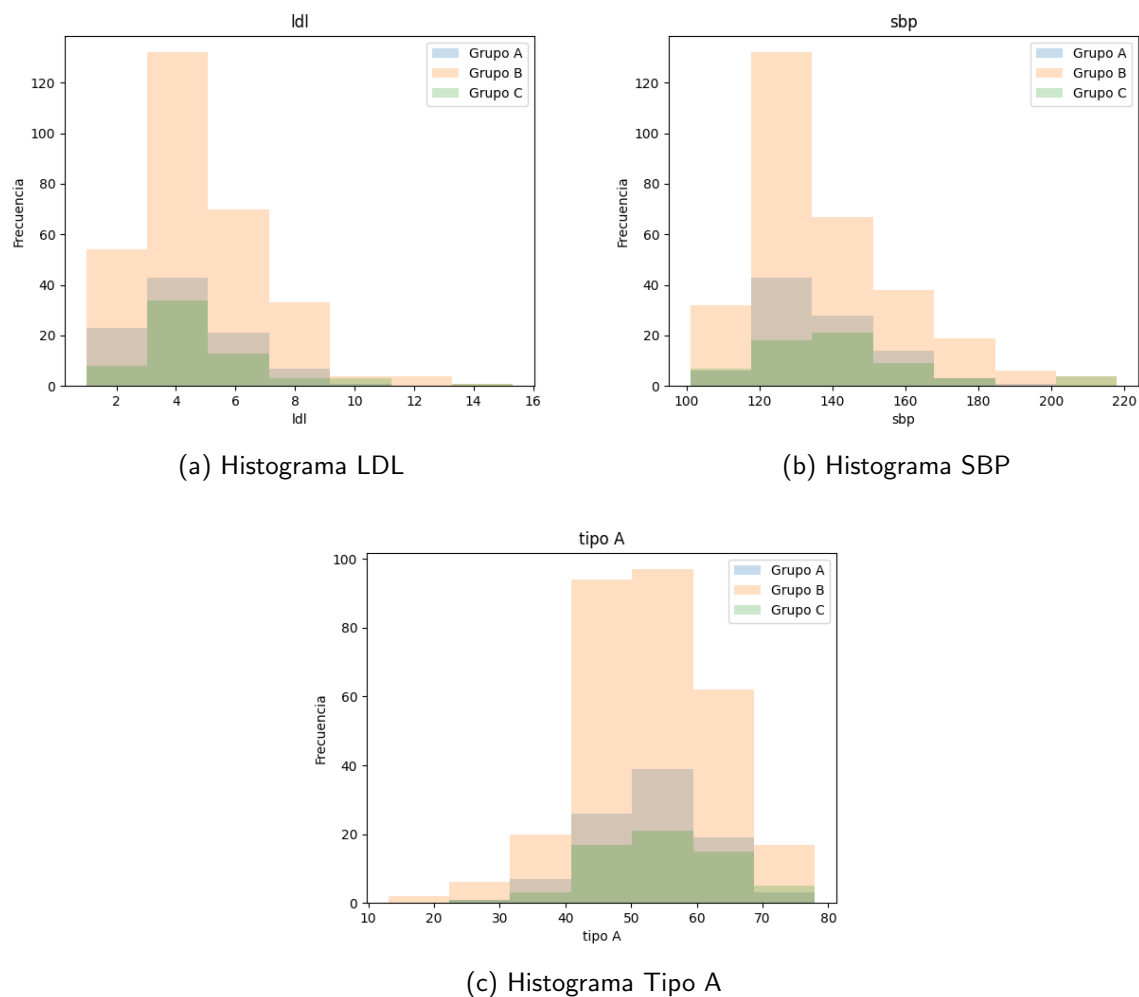 ldl
Grupo A
Grupo B
Grupo C
Frecuencia
0
20
40
60
80
100
120
2 4 6 8 10 12 14 16
ldl
(a) Histograma LDL
sbp
Grupo A
Grupo B
Grupo C
Frecuencia
0
20
40
60
80
100
120
100 120 140 160 180 200 220
sbp
(b) Histograma SBP
tipo A
Grupo A
Grupo B
Grupo C
Frecuencia
0
20
40
60
80
100
10 20 30 40 50 60 70 80
tipo A
(c) Histograma Tipo A